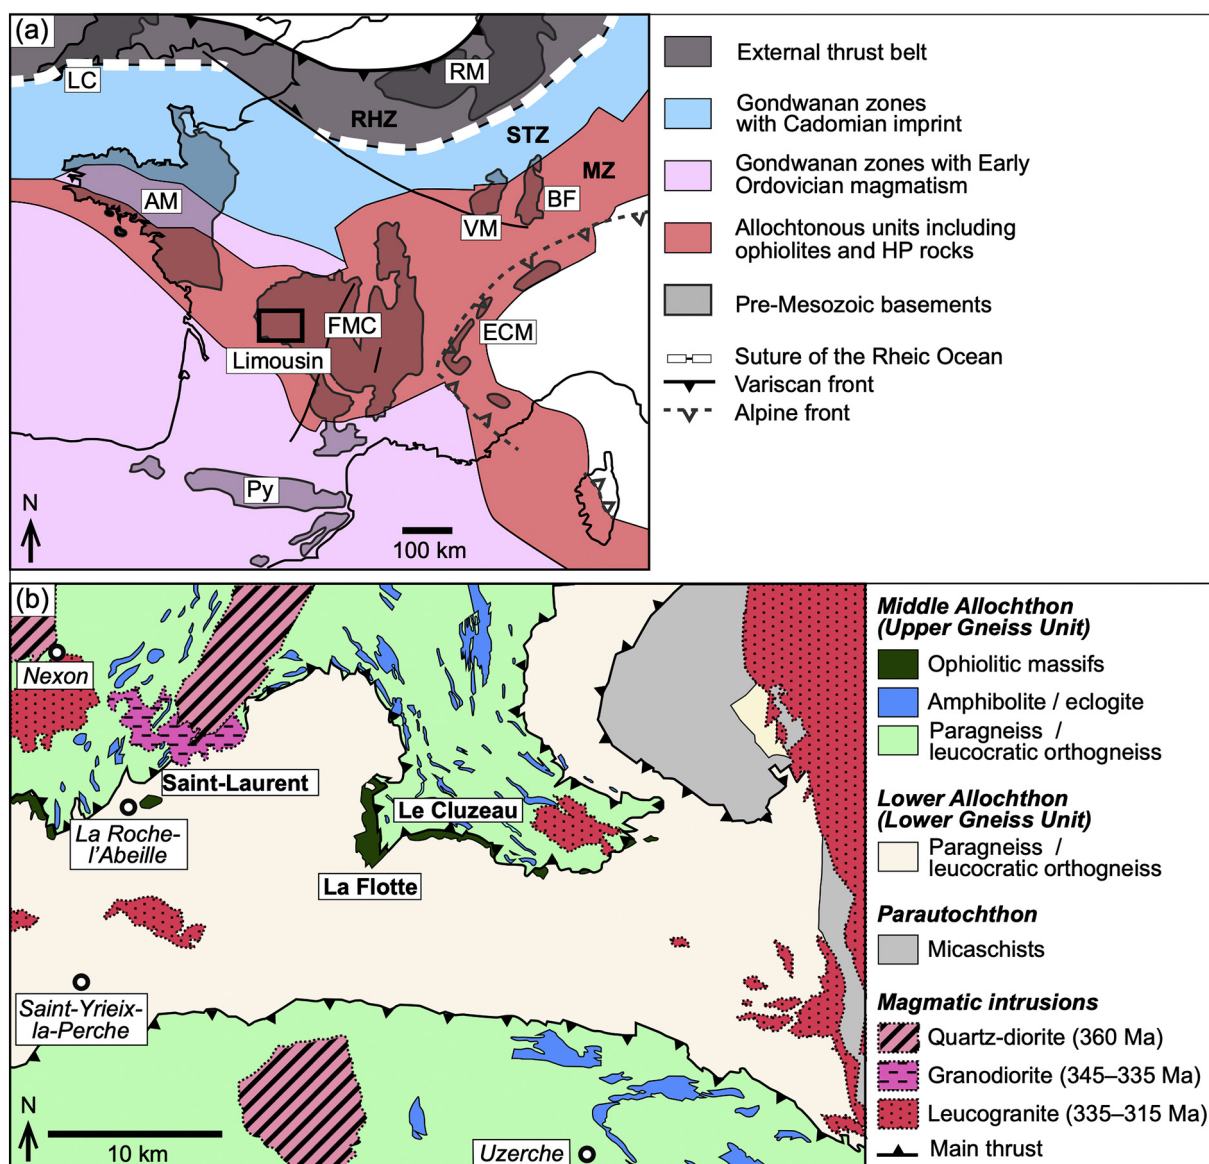 (a)
LC
RM
RHZ
STZ
MZ
AM
BF
VM
FMC
ECM
Limousin
Py
N
100 km
External thrust belt
Gondwanan zones
with Cadomian imprint
Gondwanan zones with Early
Ordovician magmatism
Allochtonous units including
ophiolites and HP rocks
Pre-Mesozoic basements
Suture of the Rheic Ocean
Variscan front
Alpine front
(b)
Nexon
Saint-Laurent
La Roche-
l'Abeille
Le Cluzeau
La Flotte
Saint-Yrieix-
la-Perche
N
10 km
Uzerche
Middle Allochthon
(Upper Gneiss Unit)
Ophiolitic massifs
Amphibolite / eclogite
Paragneiss /
leucocratic orthogneiss
Lower Allochthon
(Lower Gneiss Unit)
Paragneiss /
leucocratic orthogneiss
Parautochthon
Micaschists
Magmatic intrusions
Quartz-diorite (360 Ma)
Granodiorite (345–335 Ma)
Leucogranite (335–315 Ma)
Main thrust